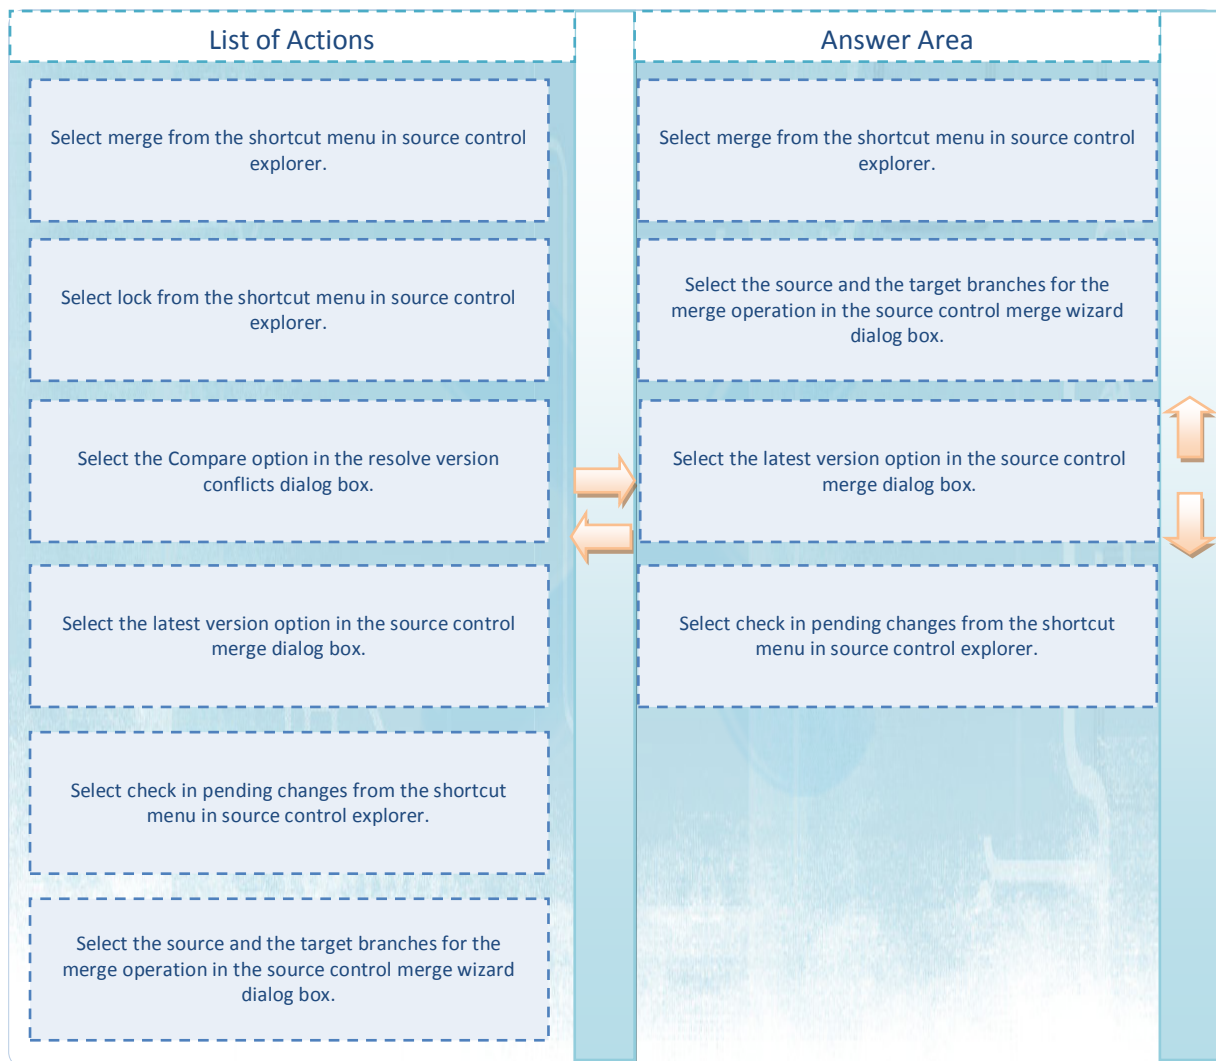 List of Actions
Select merge from the shortcut menu in source control
explorer.
Select lock from the shortcut menu in source control
explorer.
Select the Compare option in the resolve version
conflicts dialog box.
Select the latest version option in the source control
merge dialog box.
Select check in pending changes from the shortcut
menu in source control explorer.
Select the source and the target branches for the
merge operation in the source control merge wizard
dialog box.
Answer Area
Select merge from the shortcut menu in source control
explorer.
Select the source and the target branches for the
merge operation in the source control merge wizard
dialog box.
Select the latest version option in the source control
merge dialog box.
Select check in pending changes from the shortcut
menu in source control explorer.